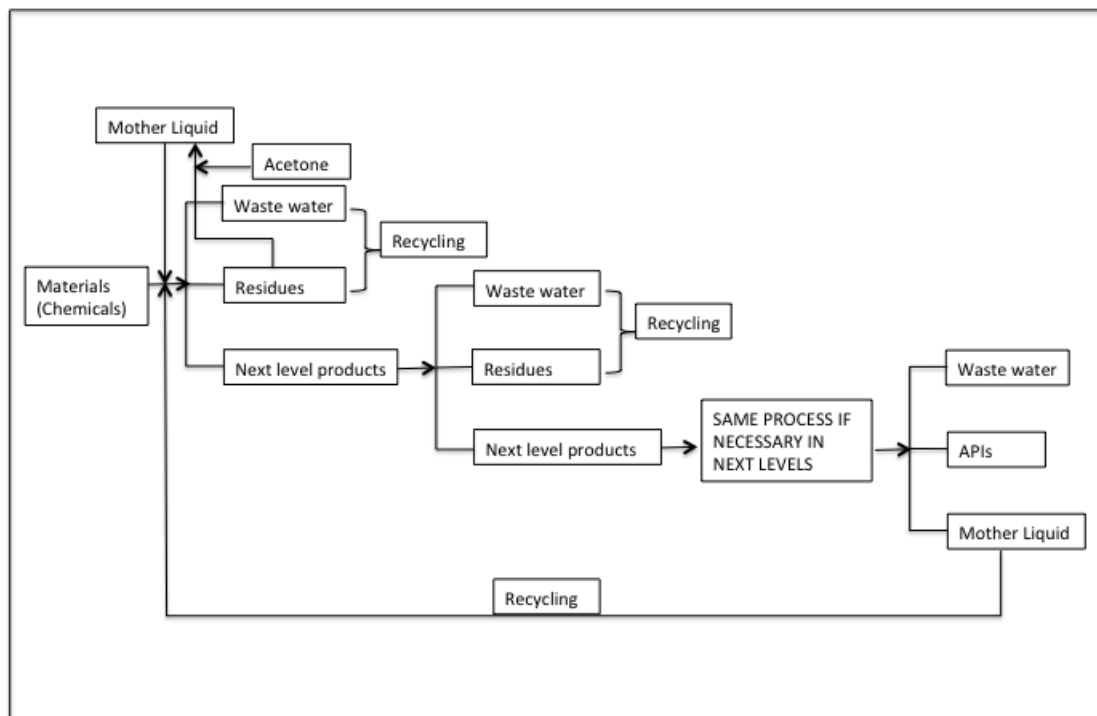 Mother Liquid
Acetone
Waste water
Recycling
Residues
Materials
(Chemicals)
Waste water
Recycling
Next level products
Residues
Waste water
SAME PROCESS IF
NECESSARY IN
NEXT LEVELS
Next level products
APIs
Mother Liquid
Recycling